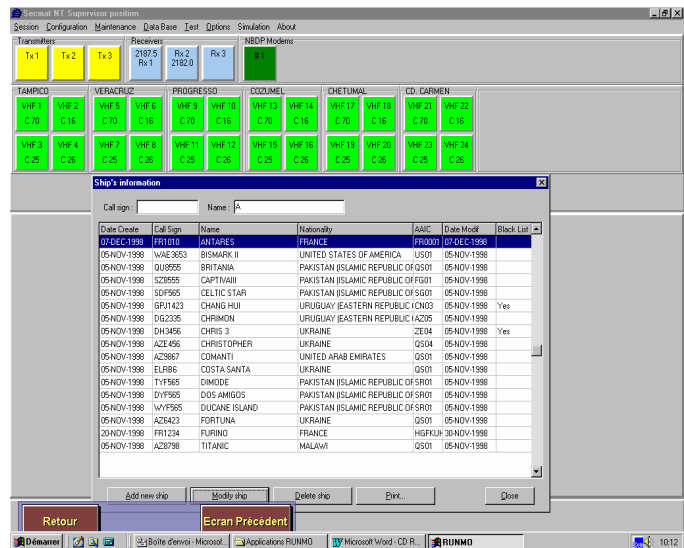 Secmat NT Supervisor position
Session Configuration Maintenance Data Base Test Options Simulation About
Transmitters Receivers NBDP Modems
Tx 1 Tx 2 Tx 3 2187.5 Rx 1 Rx 2 2182.0 Rx 3 # 1
TAMPICO VERACRUZ PROGRESSO COZUMEL CHETUMAL CD. CARMEN
VHF 1 VHF 2 VHF 5 VHF 6 VHF 9 VHF 10 VHF 13 VHF 14 VHF 17 VHF 18 VHF 21 VHF 22
C 70 C 16 C 70 C 16 C 70 C 16 C 70 C 16 C 70 C 16 C 70 C 16
VHF 3 VHF 4 VHF 7 VHF 8 VHF 11 VHF 12 VHF 15 VHF 16 VHF 19 VHF 20 VHF 23 VHF 24
C 25 C 26 C 25 C 26 C 25 C 26 C 25 C 26 C 25 C 26 C 25 C 26
Ship's information
Call sign : Name : A
Date Create Call Sign Name Nationality AAIC Date Modif Black List
07-DEC-1998 FR1010 ANTARES FRANCE FR0001 07-DEC-1998
05-NOV-1998 WAE3653 BISMARK II UNITED STATES OF AMERICA US01 05-NOV-1998
05-NOV-1998 QU8555 BRITANIA PAKISTAN (ISLAMIC REPUBLIC OF QS01 05-NOV-1998
05-NOV-1998 SZ8555 CAPTIVAIII PAKISTAN (ISLAMIC REPUBLIC OF FG01 05-NOV-1998
05-NOV-1998 SDF565 CELTIC STAR PAKISTAN (ISLAMIC REPUBLIC OF SG01 05-NOV-1998
05-NOV-1998 GPJ1423 CHANG HUI URUGUAY (EASTERN REPUBLIC ( CN03 05-NOV-1998 Yes
05-NOV-1998 DG2335 CHRIMON URUGUAY (EASTERN REPUBLIC ( AZ05 05-NOV-1998
05-NOV-1998 DH3456 CHRIS 3 UKRAINE ZE04 05-NOV-1998 Yes
05-NOV-1998 AZE456 CHRISTOPHER UKRAINE QS04 05-NOV-1998
05-NOV-1998 AZ9867 COMANTI UNITED ARAB EMIRATES QS01 05-NOV-1998
05-NOV-1998 ELRB6 COSTA SANTA UKRAINE QS01 05-NOV-1998
05-NOV-1998 TYF565 DIMODE PAKISTAN (ISLAMIC REPUBLIC OF SR01 05-NOV-1998
05-NOV-1998 DYF565 DOS AMIGOS PAKISTAN (ISLAMIC REPUBLIC OF SR01 05-NOV-1998
05-NOV-1998 WYF565 DUCANE ISLAND PAKISTAN (ISLAMIC REPUBLIC OF SR01 05-NOV-1998
05-NOV-1998 AZ6423 FORTUNA UKRAINE QS01 05-NOV-1998
20-NOV-1998 FR1234 FURINO FRANCE HGFKUH 30-NOV-1998
05-NOV-1998 AZ8798 TITANIC MALAWI QS01 05-NOV-1998
Add new ship Modify ship Delete ship Print... Close
Retour Ecran Précédent
Démarrer Boîte d'envoi - Microsof... Applications RUNMO Microsoft Word - CD R... RUNMO 10:12